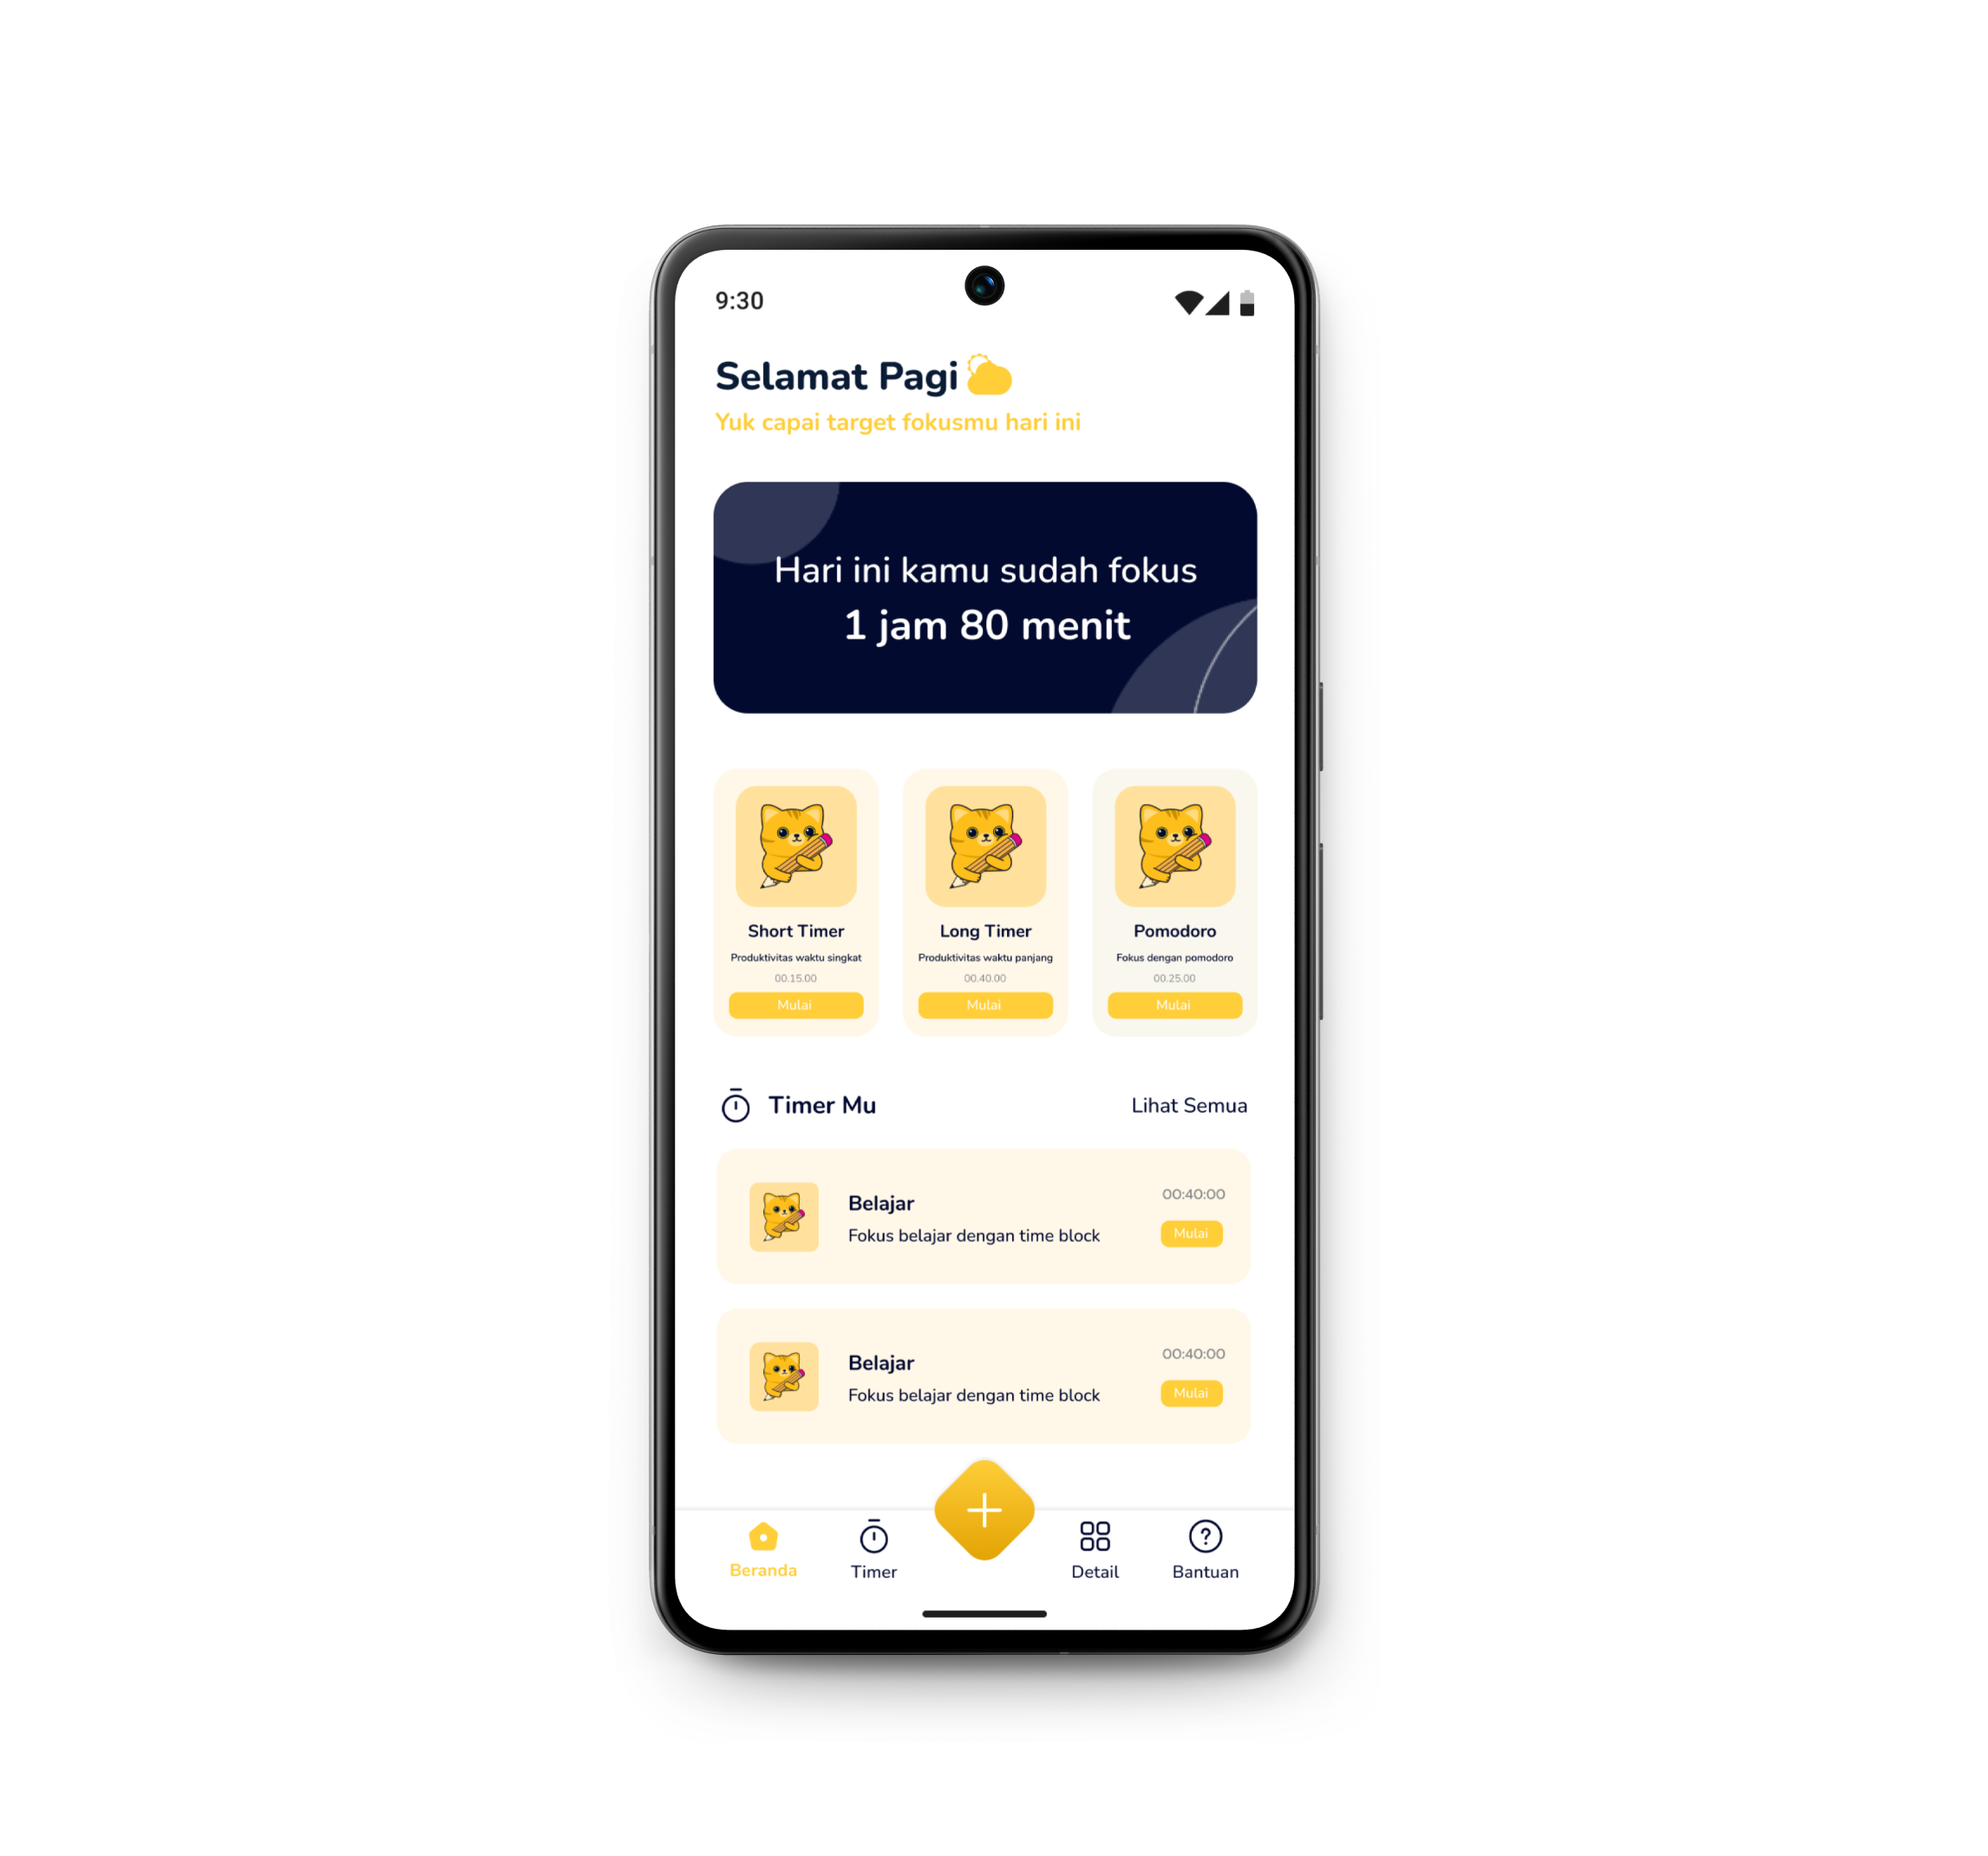 9:30
Selamat Pagi
Yuk capai target fokusmu hari ini
Hari ini kamu sudah fokus
1 jam 80 menit
Short Timer
Produktivitas waktu singkat
00.15.00
Mulai
Long Timer
Produktivitas waktu panjang
00.40.00
Mulai
Pomodoro
Fokus dengan pomodoro
00.25.00
Mulai
Timer Mu
Lihat Semua
Belajar
Fokus belajar dengan time block
00:40:00
Mulai
Belajar
Fokus belajar dengan time block
00:40:00
Mulai
Beranda
Timer
Detail
Bantuan